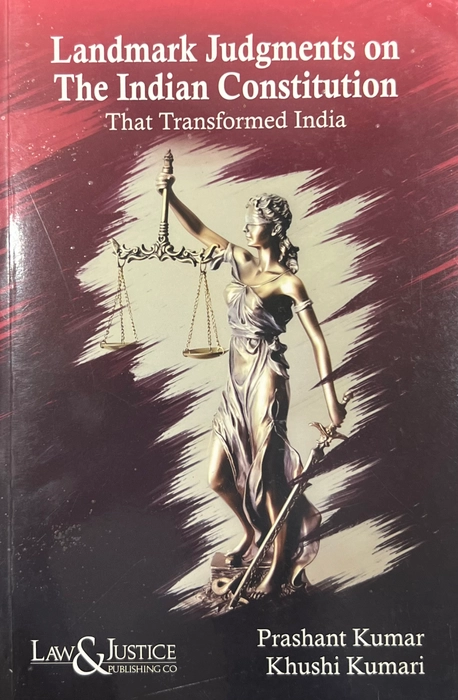 Landmark Judgments on
The Indian Constitution
That Transformed India
LAW & JUSTICE
PUBLISHING CO
Prashant Kumar
Khushi Kumari